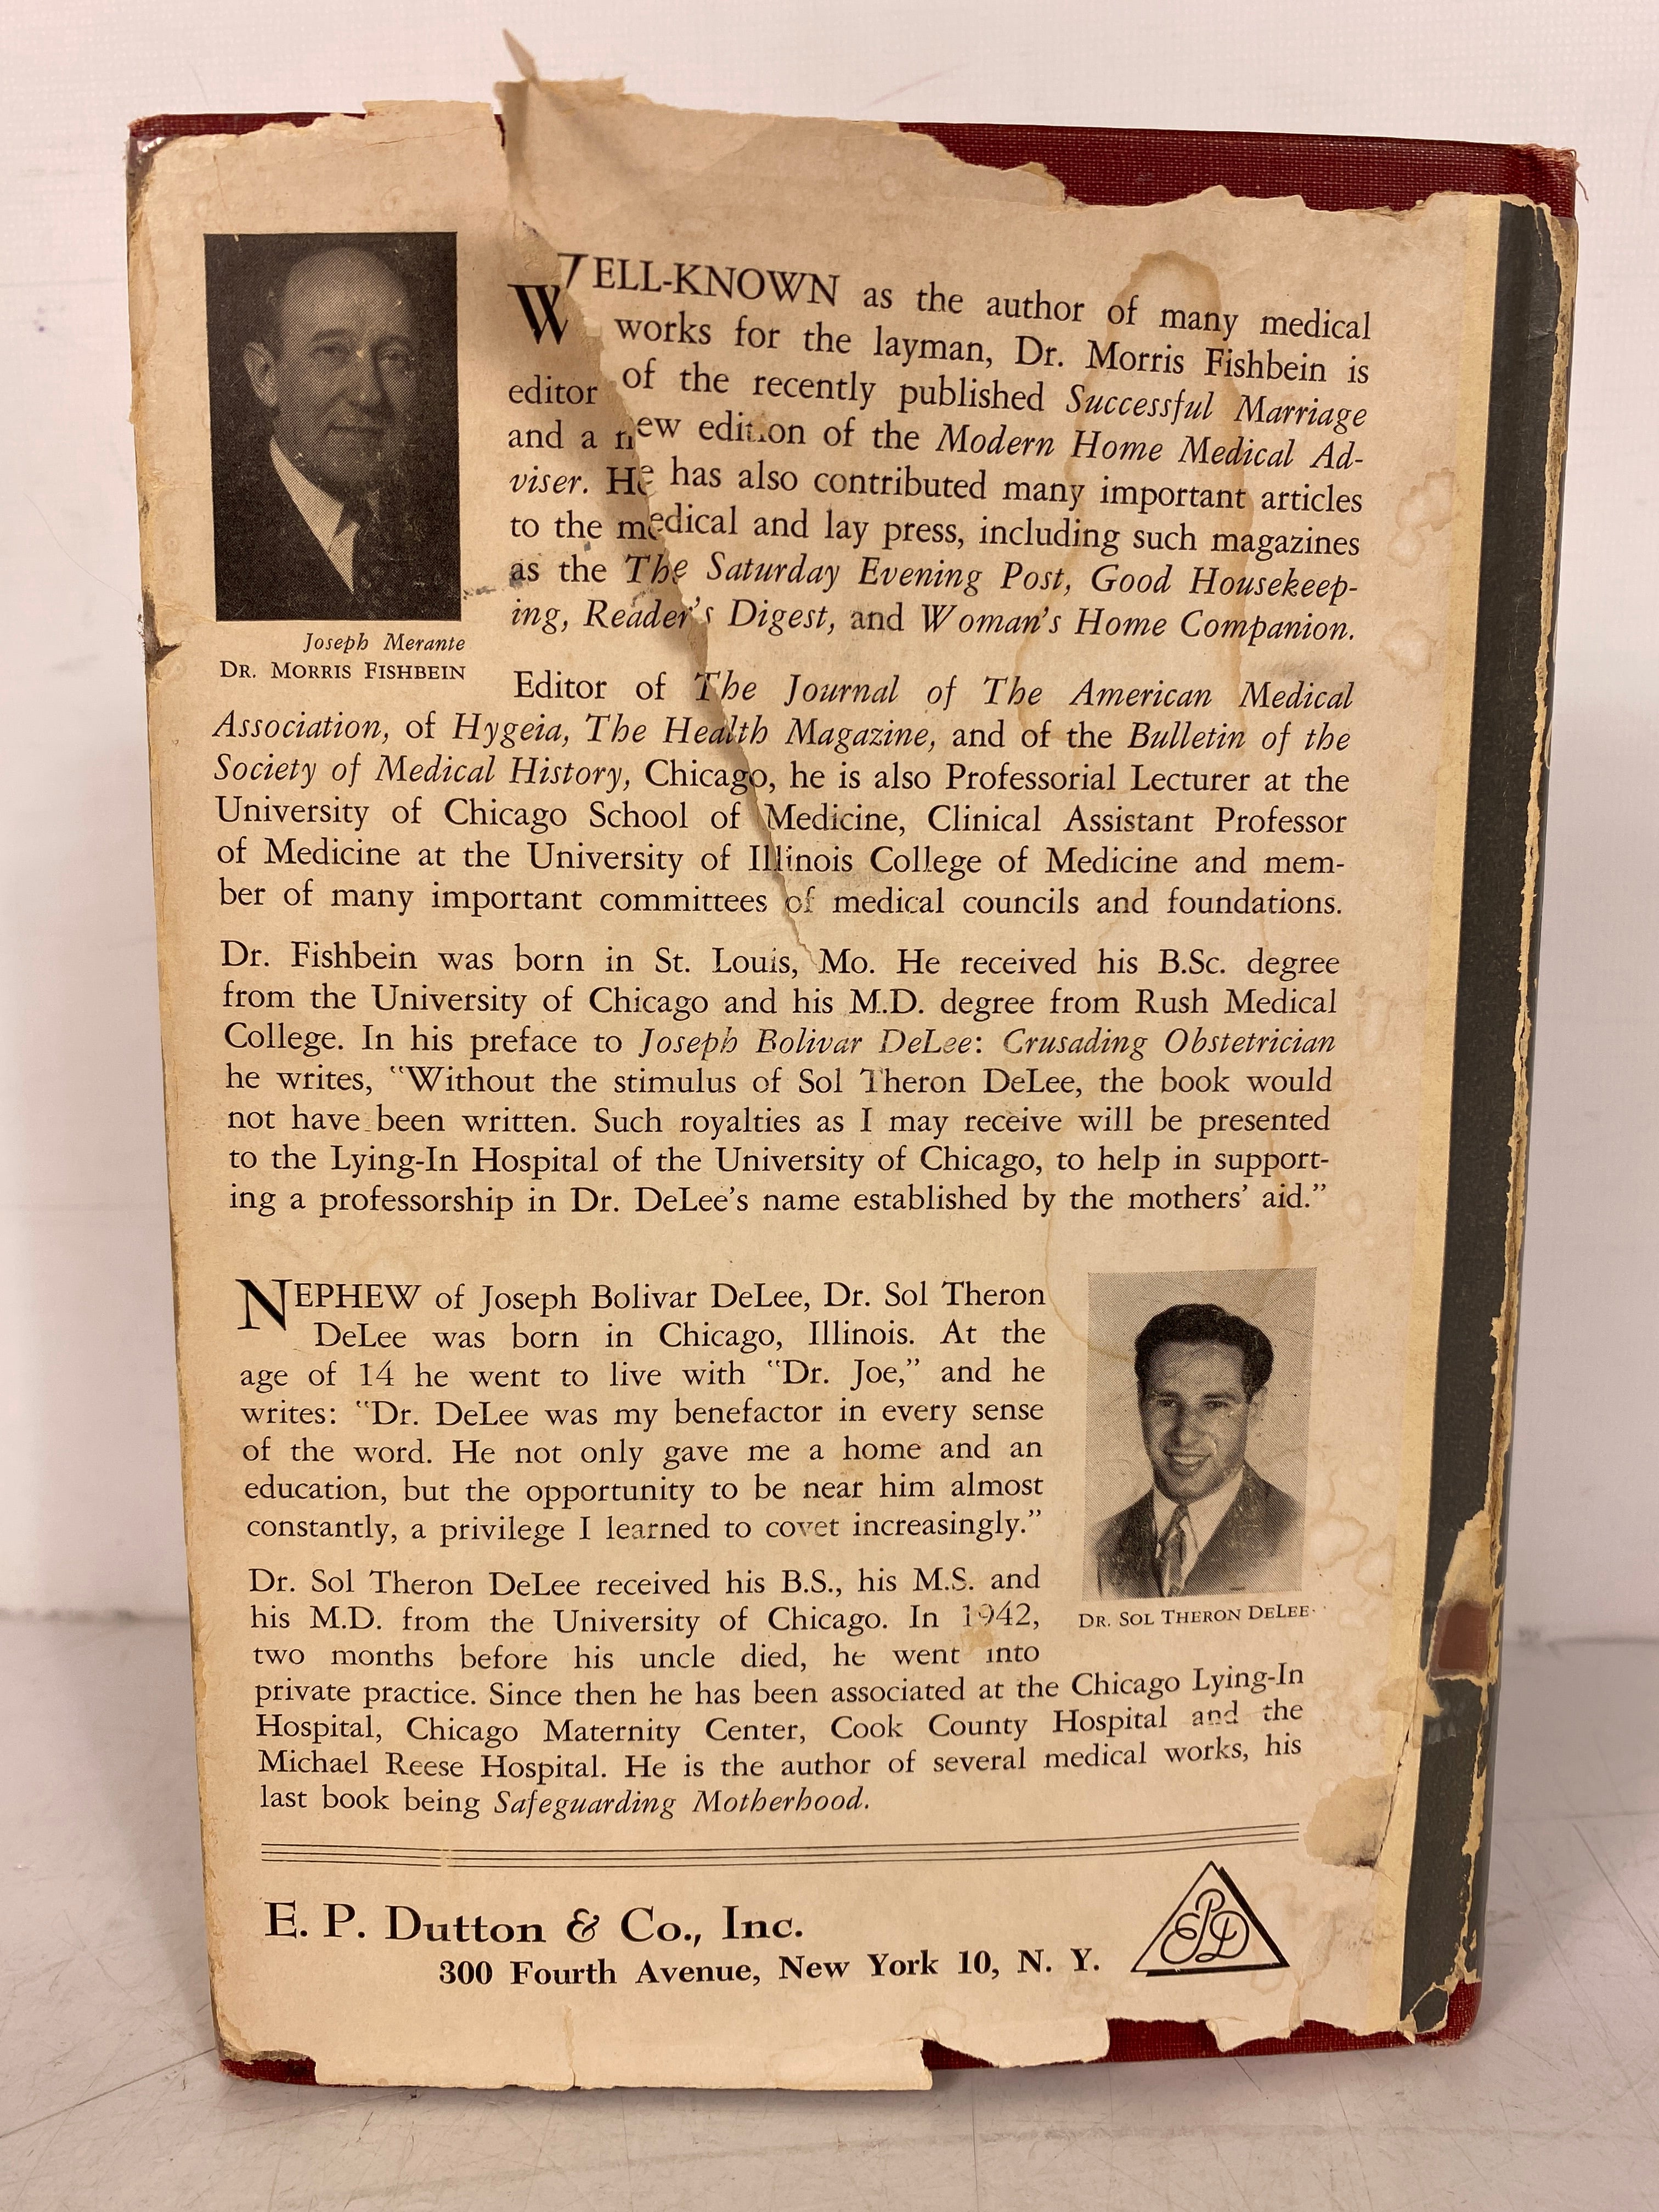 WELL-KNOWN as the author of many medical
works for the layman, Dr. Morris Fishbein is
editor of the recently published Successful Marriage
and a new edition of the Modern Home Medical Ad-
viser. He has also contributed many important articles
to the medical and lay press, including such magazines
as the The Saturday Evening Post, Good Housekeep-
ing, Reader's Digest, and Woman's Home Companion.
Joseph Merante
DR. MORRIS FISHBEIN
Editor of The Journal of The American Medical
Association, of Hygeia, The Health Magazine, and of the Bulletin of the
Society of Medical History, Chicago, he is also Professorial Lecturer at the
University of Chicago School of Medicine, Clinical Assistant Professor
of Medicine at the University of Illinois College of Medicine and mem-
ber of many important committees of medical councils and foundations.
Dr. Fishbein was born in St. Louis, Mo. He received his B.Sc. degree
from the University of Chicago and his M.D. degree from Rush Medical
College. In his preface to Joseph Bolivar DeLee: Crusading Obstetrician
he writes, "Without the stimulus of Sol Theron DeLee, the book would
not have been written. Such royalties as I may receive will be presented
to the Lying-In Hospital of the University of Chicago, to help in support-
ing a professorship in Dr. DeLee's name established by the mothers' aid."
NEPHEW of Joseph Bolivar DeLee, Dr. Sol Theron
DeLee was born in Chicago, Illinois. At the
age of 14 he went to live with "Dr. Joe," and he
writes: "Dr. DeLee was my benefactor in every sense
of the word. He not only gave me a home and an
education, but the opportunity to be near him almost
constantly, a privilege I learned to covet increasingly."
Dr. Sol Theron DeLee received his B.S., his M.S. and
his M.D. from the University of Chicago. In 1942,
two months before his uncle died, he went into
private practice. Since then he has been associated at the Chicago Lying-In
Hospital, Chicago Maternity Center, Cook County Hospital and the
Michael Reese Hospital. He is the author of several medical works, his
last book being Safeguarding Motherhood.
DR. SOL THERON DELEE
E. P. Dutton & Co., Inc.
300 Fourth Avenue, New York 10, N. Y.
EPD